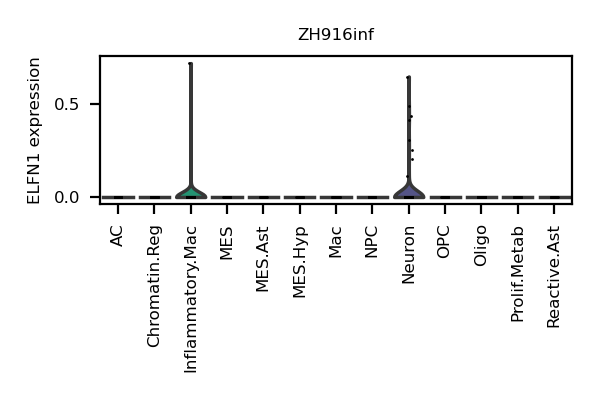 ZH916inf
ELFN1 expression
0.5
0.0
AC
Chromatin.Reg
Inflammatory.Mac
MES
MES.Ast
MES.Hyp
Mac
NPC
Neuron
OPC
Oligo
Prolif.Metab
Reactive.Ast